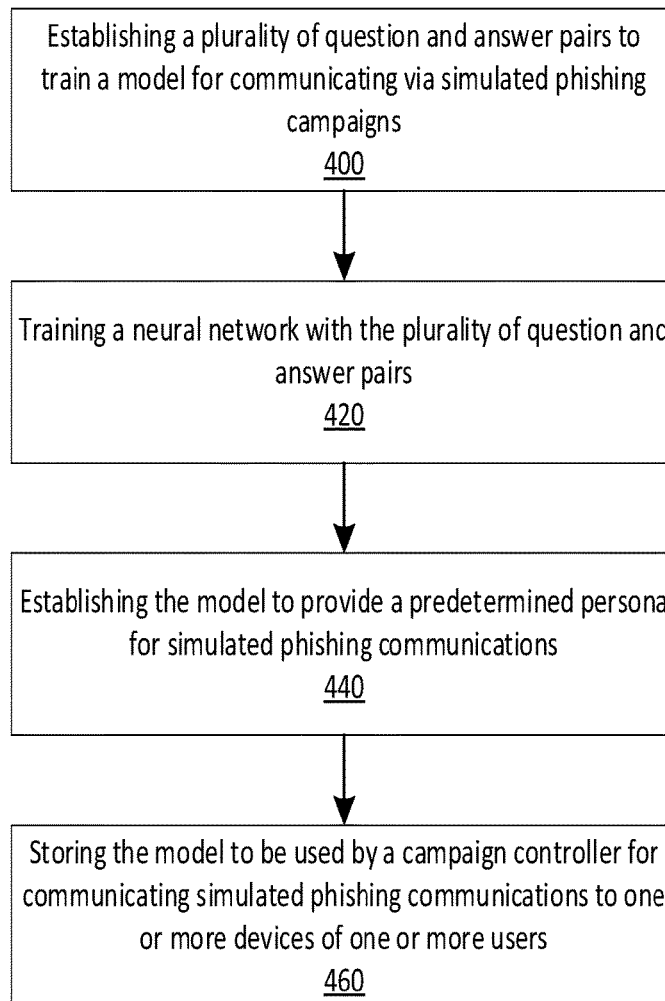 Establishing a plurality of question and answer pairs to
train a model for communicating via simulated phishing
campaigns
400
Training a neural network with the plurality of question and
answer pairs
420
Establishing the model to provide a predetermined persona
for simulated phishing communications
440
Storing the model to be used by a campaign controller for
communicating simulated phishing communications to one
or more devices of one or more users
460